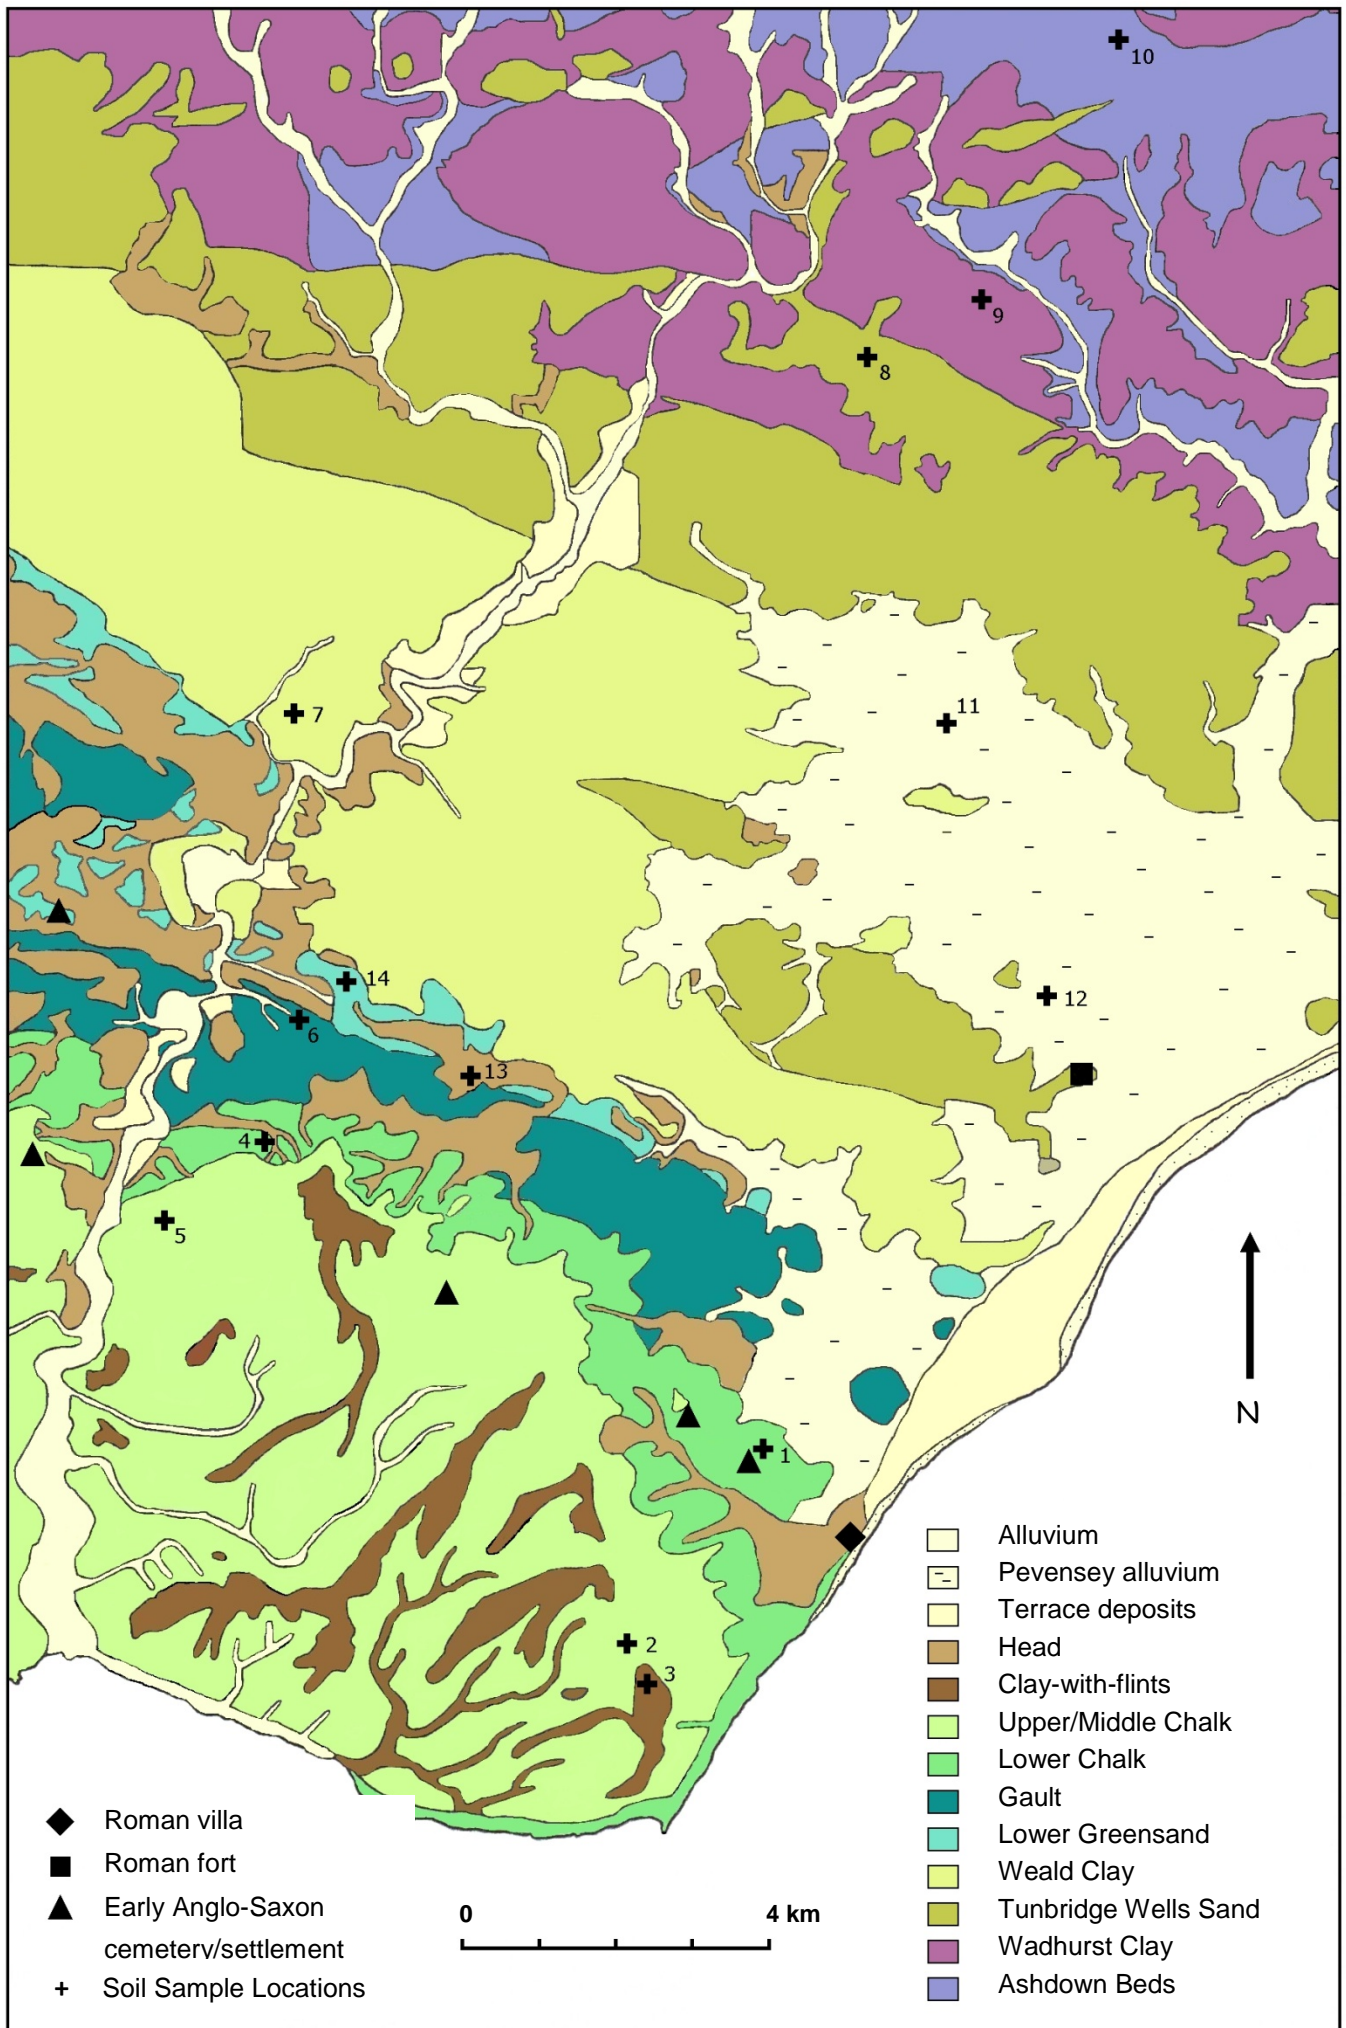 10
9
8
7
11
14
12
6
13
4
5
1
2
3
N
Alluvium
Pevensey alluvium
Terrace deposits
Head
Clay-with-flints
Upper/Middle Chalk
Lower Chalk
Gault
Lower Greensand
Weald Clay
Tunbridge Wells Sand
Wadhurst Clay
Ashdown Beds
Roman villa
Roman fort
Early Anglo-Saxon
cemetery/settlement
Soil Sample Locations
0 4 km